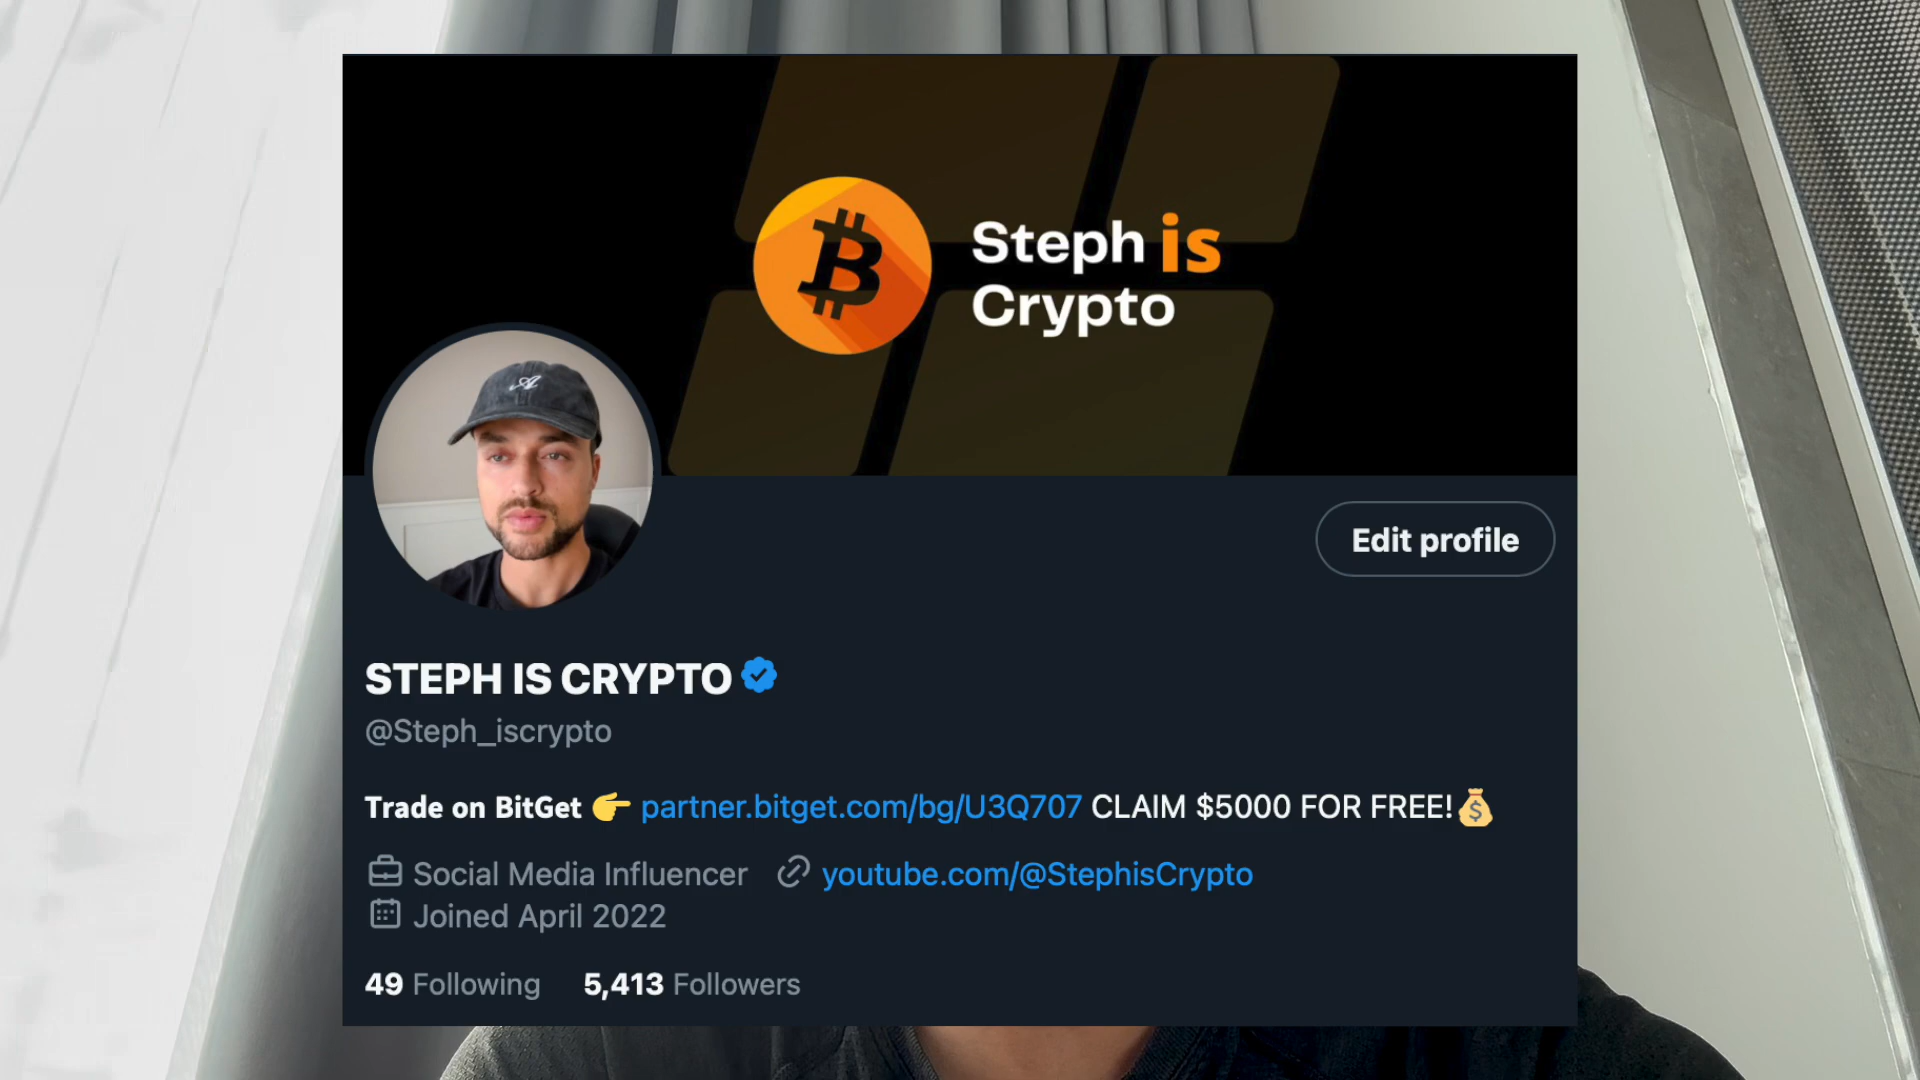 Steph is
Crypto
Edit profile
STEPH IS CRYPTO
@Steph_iscrypto
Trade on BitGet 👉 partner.bitget.com/bg/U3Q707 CLAIM $5000 FOR FREE!💰
Social Media Influencer youtube.com/@StephisCrypto
Joined April 2022
49 Following 5,413 Followers